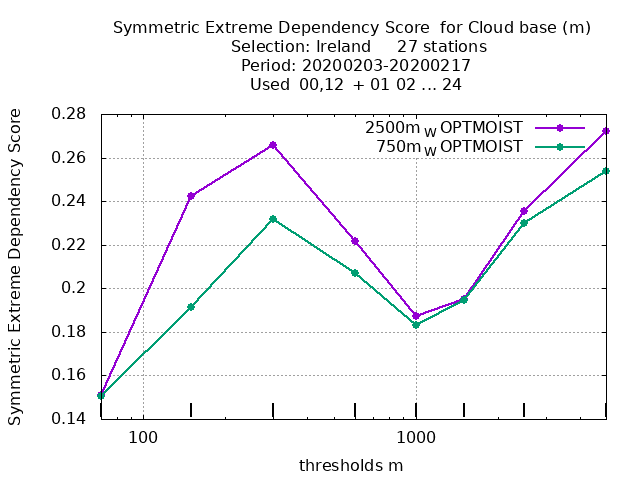 Symmetric Extreme Dependency Score for Cloud base (m)
Selection: Ireland 27 stations
Period: 20200203-20200217
Used 00,12 + 01 02 ... 24
Symmetric Extreme Dependency Score
0.28
0.26
0.24
0.22
0.2
0.18
0.16
0.14
2500m W OPTMOIST
750m W OPTMOIST
100 1000
thresholds m